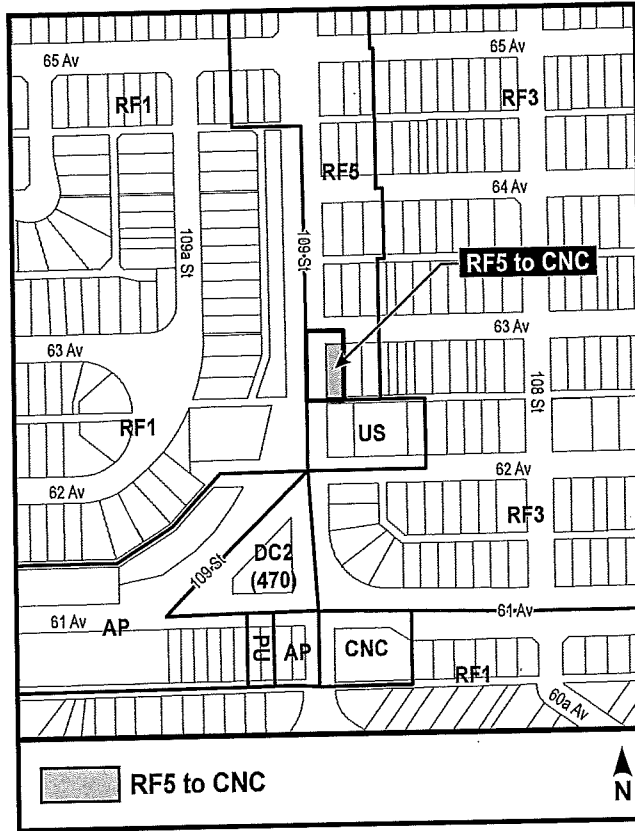 65 Av
65 Av
RF1
RF3
RF5
64 Av
109a St
109 St
RF5 to CNC
63 Av
63 Av
108 St
RF1
US
62 Av
62 Av
RF3
DC2
(470)
109 St
61 Av
61 Av
AP
PU
AP
CNC
RF1
60a Av
RF5 to CNC
N